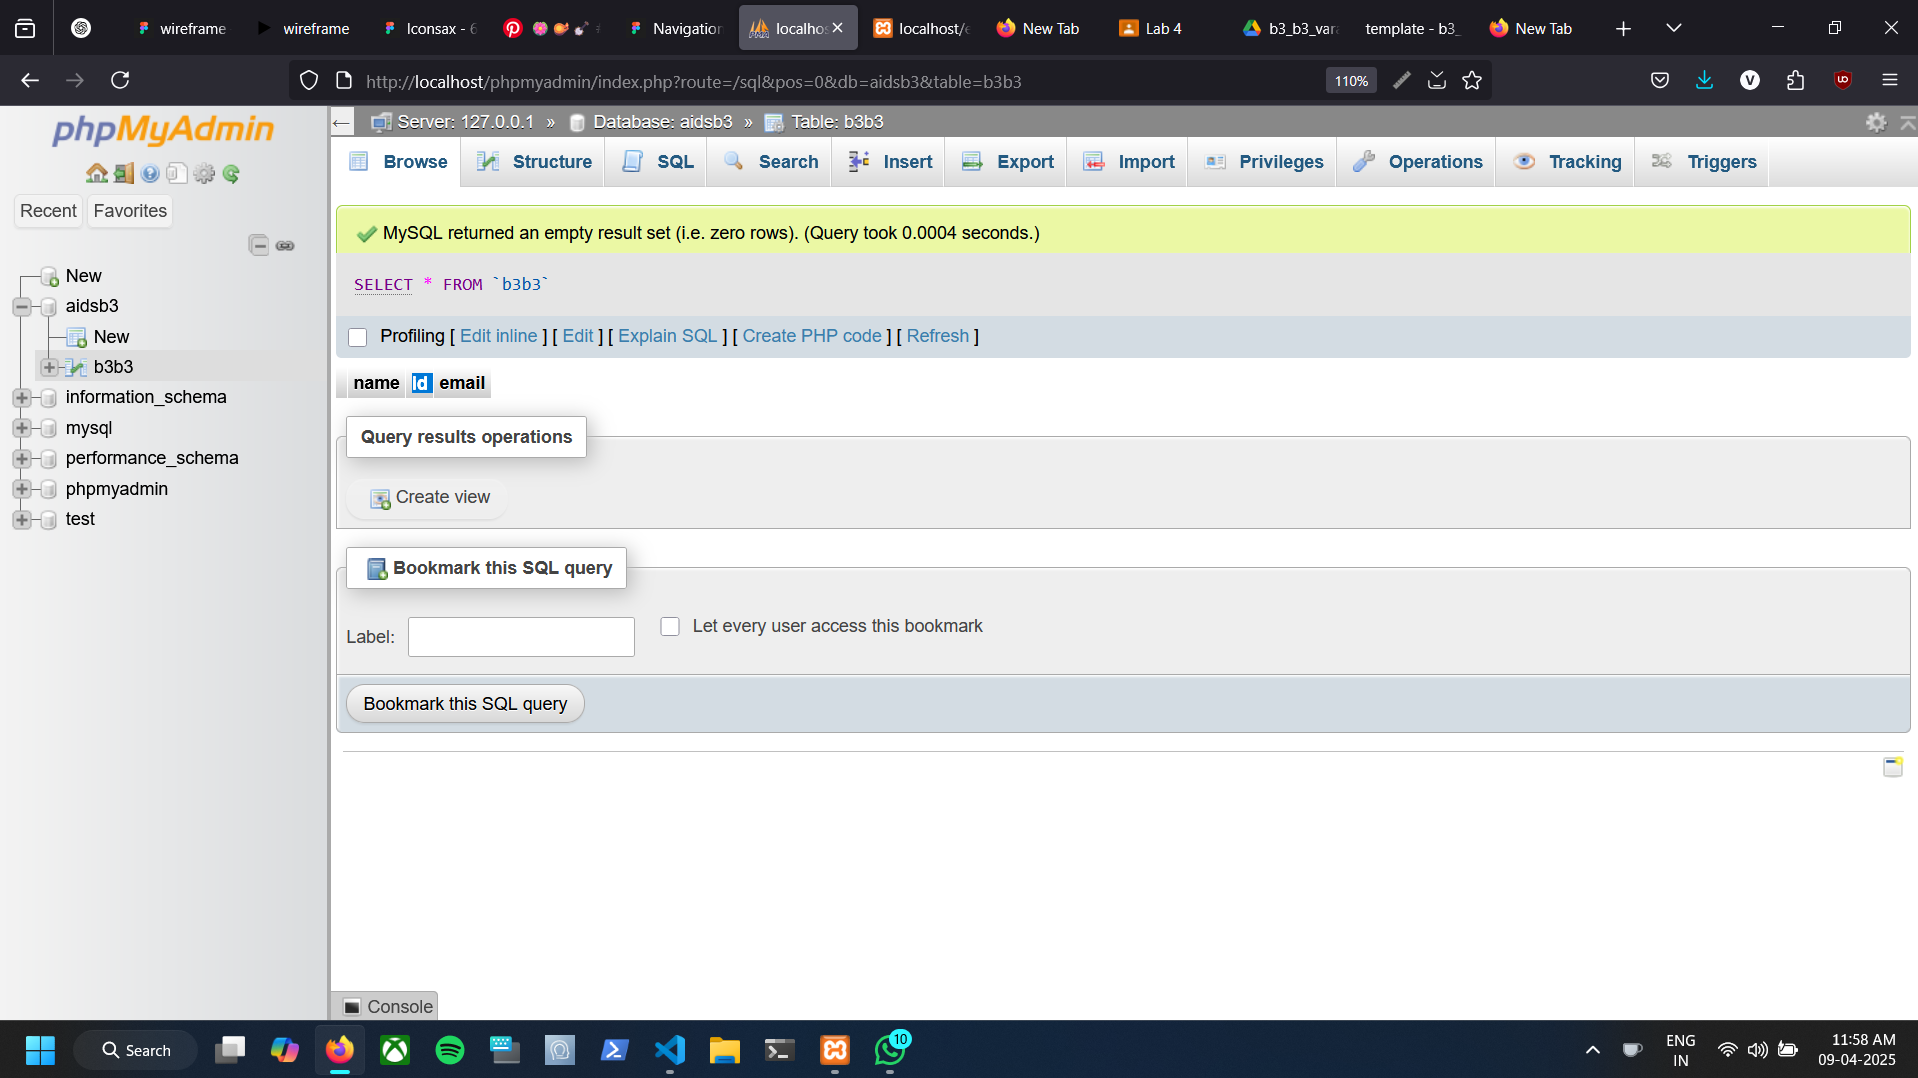 wireframe
wireframe
Iconsax - 6
Navigation
localhos
localhost/e
New Tab
Lab 4
b3_b3_vara
template - b3_
New Tab
http://localhost/phpmyadmin/index.php?route=/sql&pos=0&db=aidsb3&table=b3b3
110%
V
phpMyAdmin
Recent
Favorites
New
aidsb3
New
b3b3
information_schema
mysql
performance_schema
phpmyadmin
test
Server: 127.0.0.1 » Database: aidsb3 » Table: b3b3
Browse
Structure
SQL
Search
Insert
Export
Import
Privileges
Operations
Tracking
Triggers
MySQL returned an empty result set (i.e. zero rows). (Query took 0.0004 seconds.)
SELECT * FROM `b3b3`
Profiling [ Edit inline ] [ Edit ] [ Explain SQL ] [ Create PHP code ] [ Refresh ]
name id email
Query results operations
Create view
Bookmark this SQL query
Label:
Let every user access this bookmark
Bookmark this SQL query
Console
Search
10
ENG
IN
11:58 AM
09-04-2025